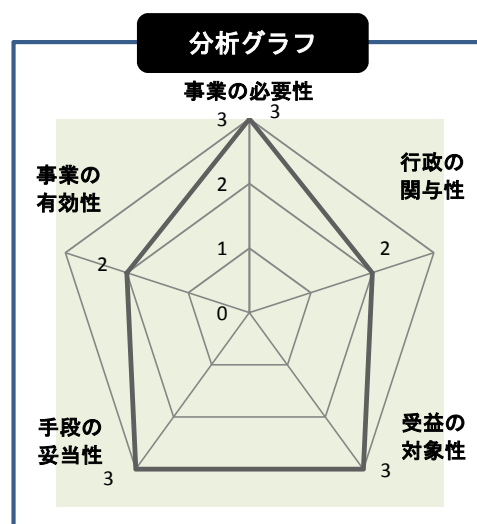 分析グラフ
事業の必要性
3
3
行政の
関与性
事業の
有効性
2
2
2
1
0
受益の
対象性
手段の
妥当性
3
3